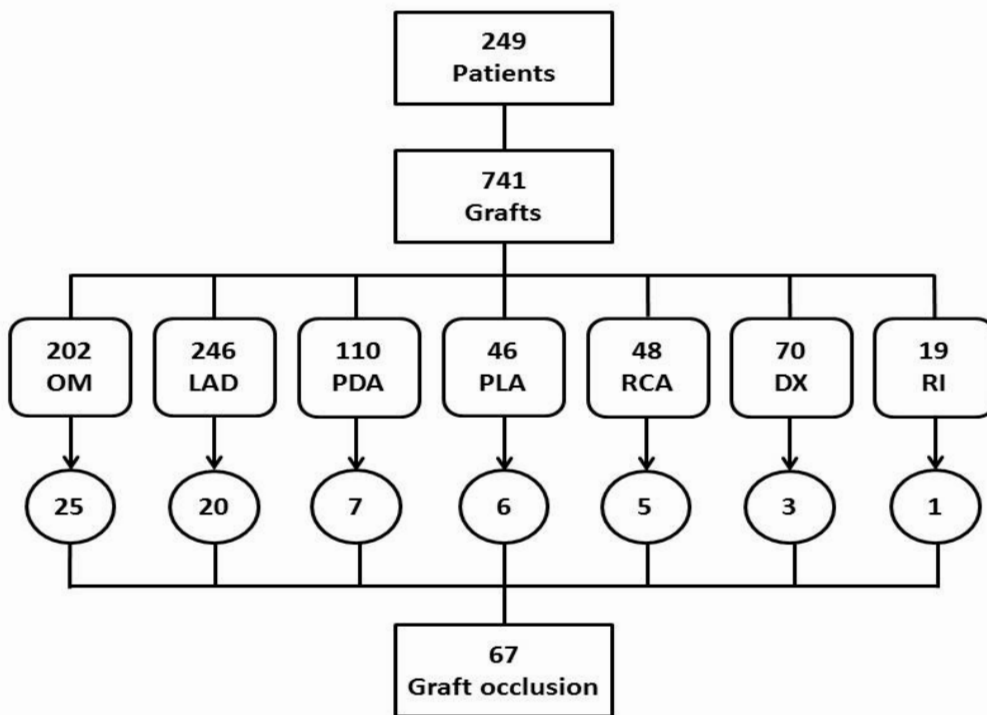 249
Patients
741
Grafts
202
OM
246
LAD
110
PDA
46
PLA
48
RCA
70
DX
19
RI
25
20
7
6
5
3
1
67
Graft occlusion